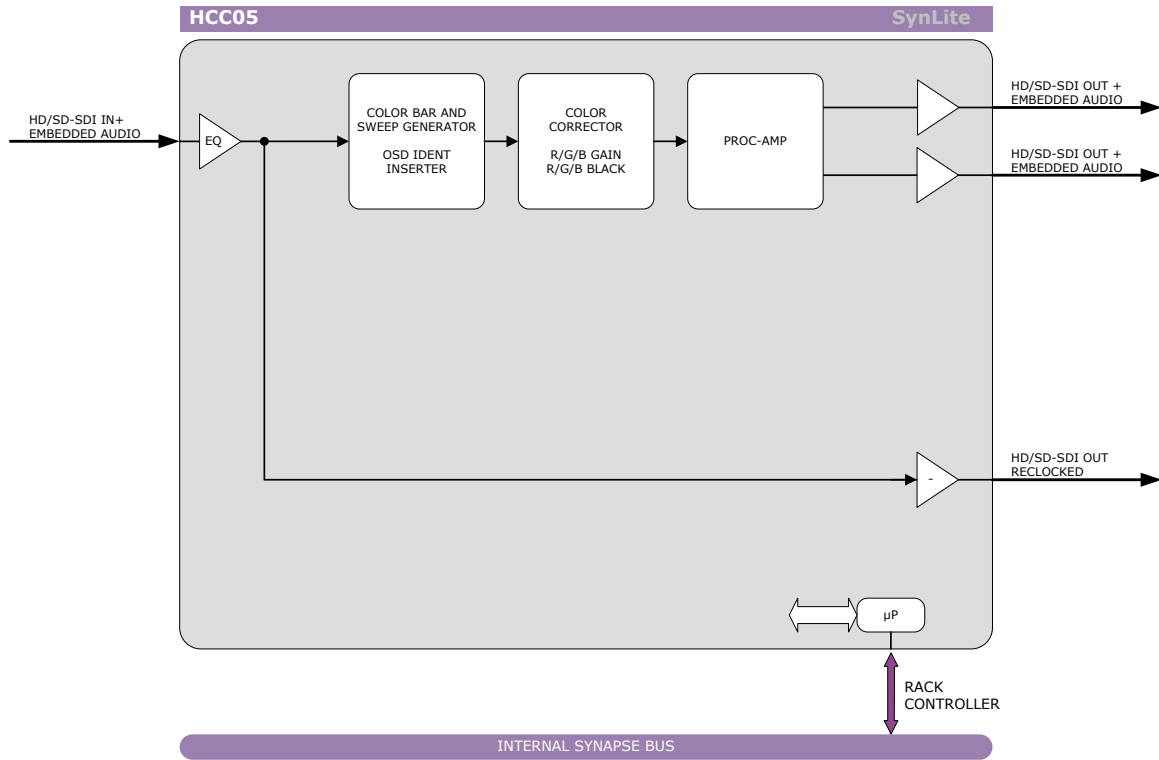 HCC05
SynLite
HD/SD-SDI IN+
EMBEDDED AUDIO
EQ
COLOR BAR AND
SWEEP GENERATOR
OSD IDENT
INSERTER
COLOR
CORRECTOR
R/G/B GAIN
R/G/B BLACK
PROC-AMP
HD/SD-SDI OUT +
EMBEDDED AUDIO
HD/SD-SDI OUT +
EMBEDDED AUDIO
HD/SD-SDI OUT
RECLOCKED
-
µP
RACK
CONTROLLER
INTERNAL SYNAPSE BUS